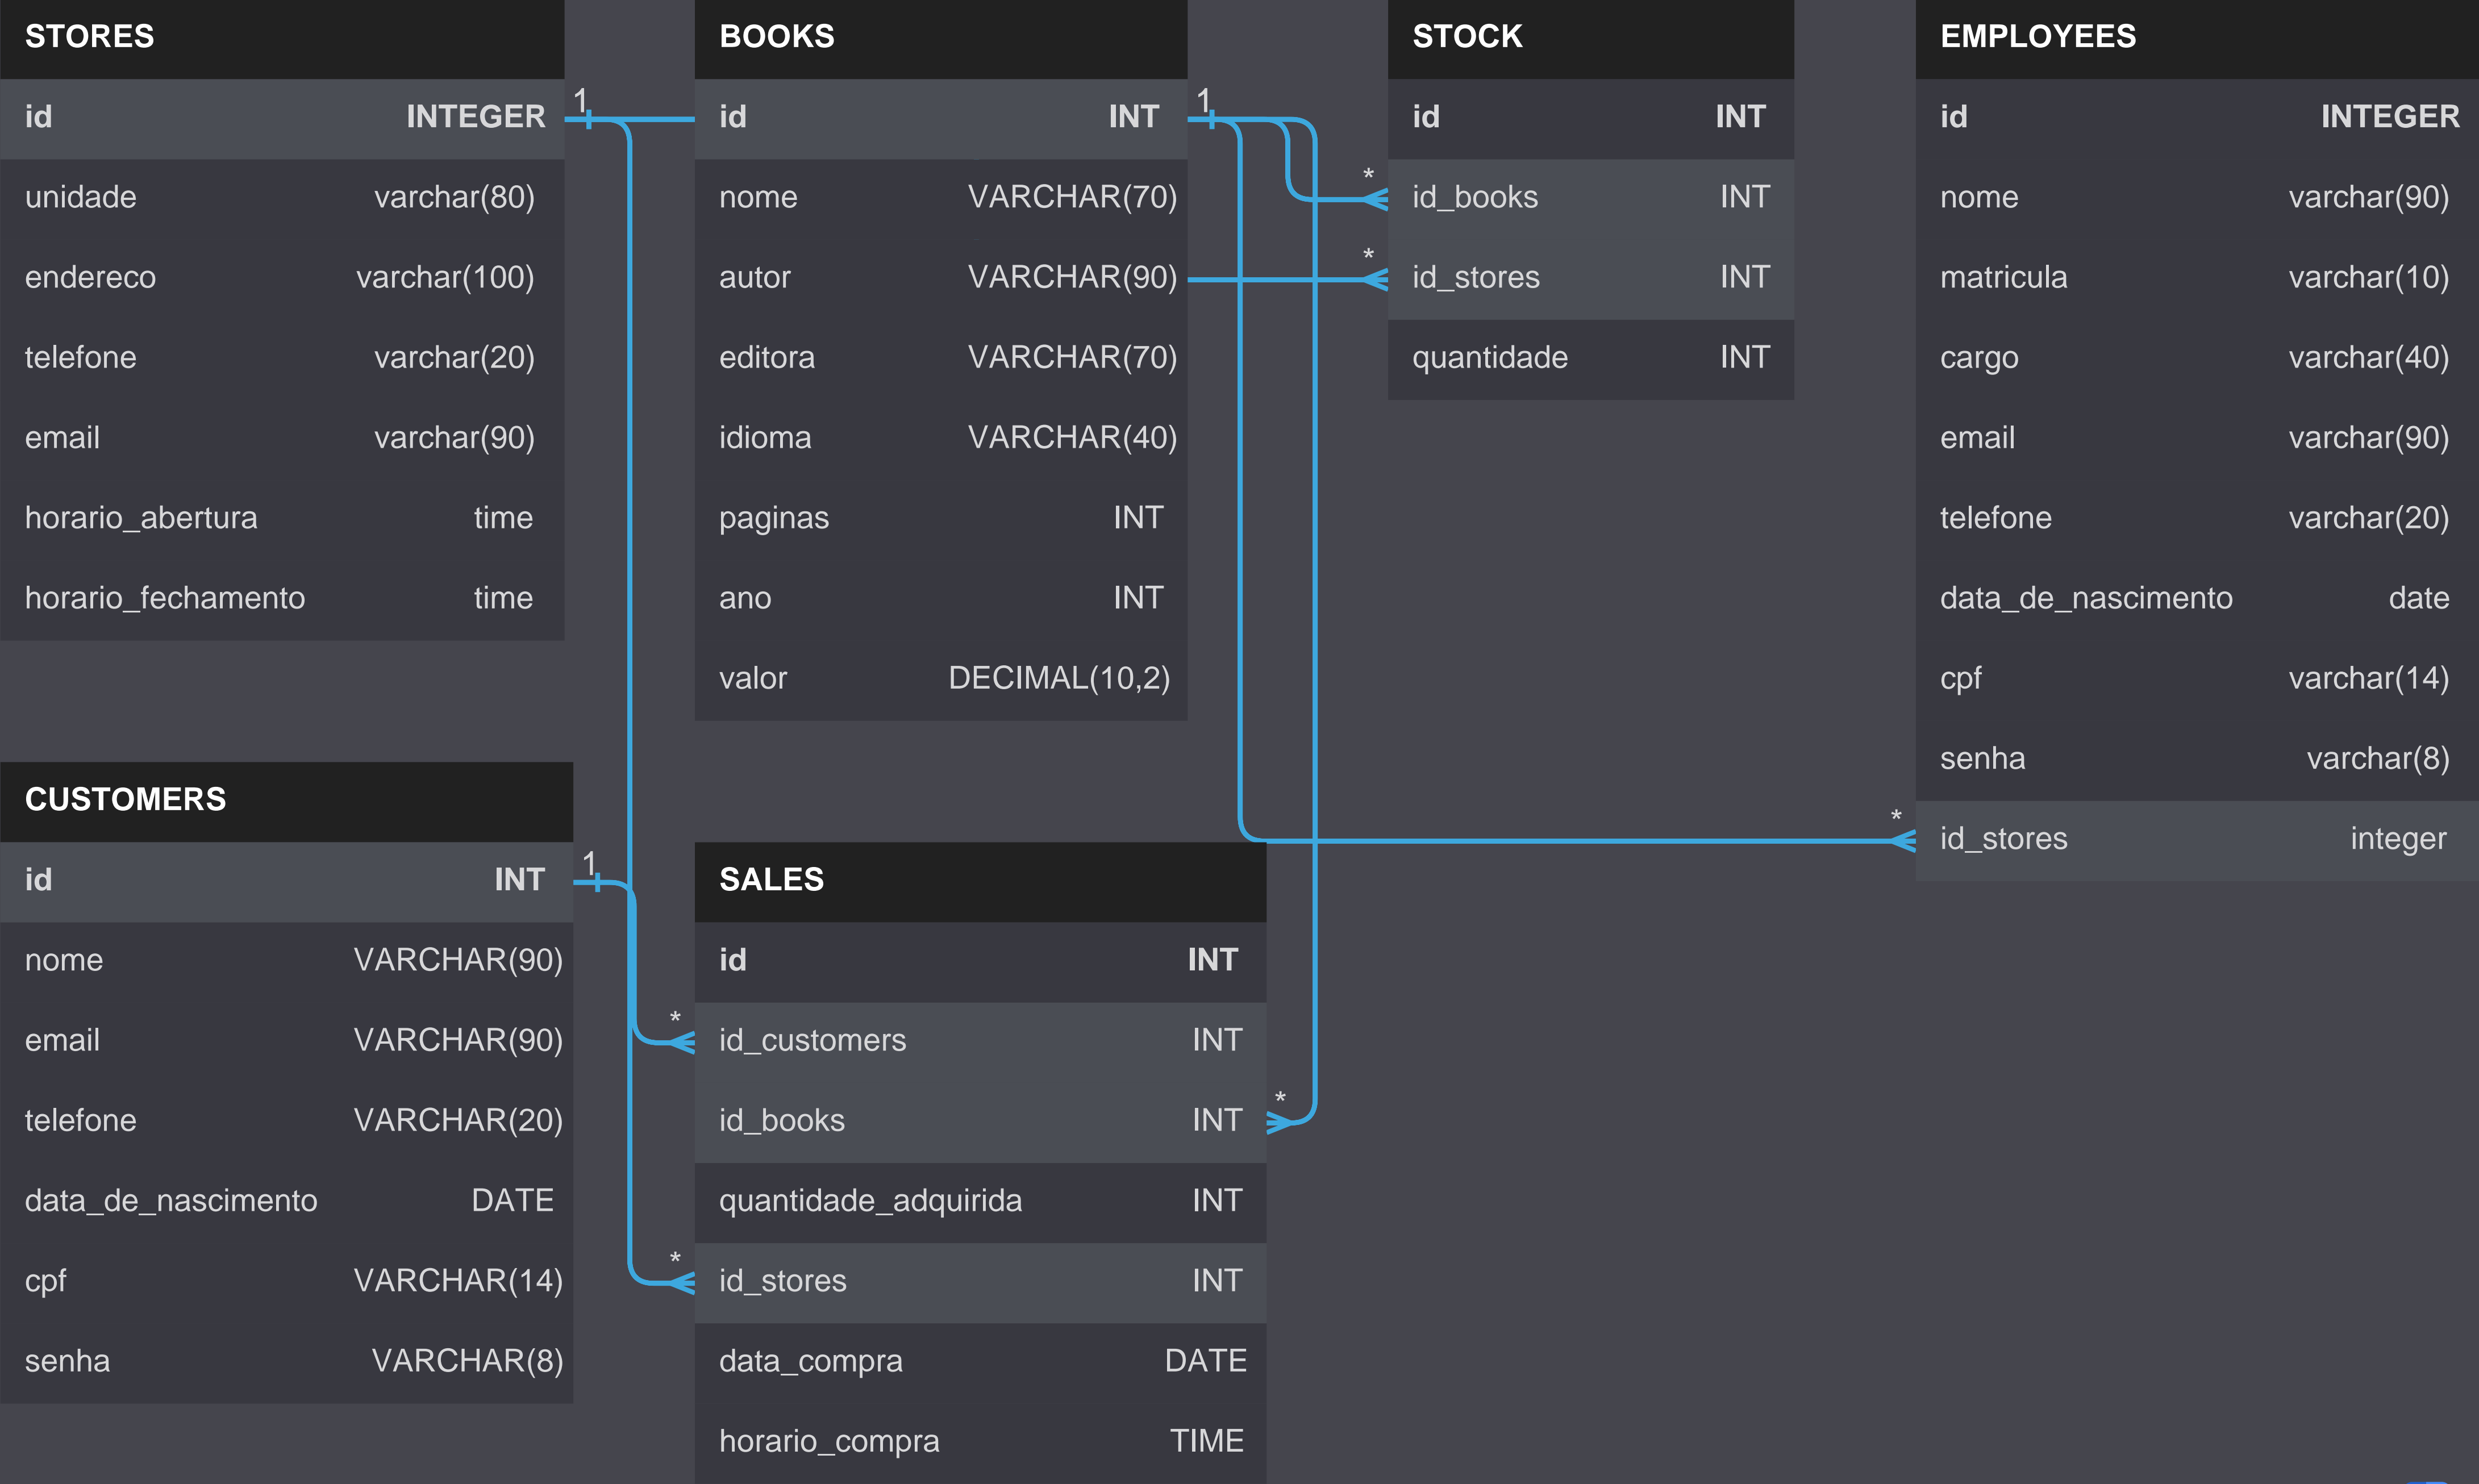 STORES
id INTEGER
unidade varchar(80)
endereco varchar(100)
telefone varchar(20)
email varchar(90)
horario_abertura time
horario_fechamento time
1
BOOKS
id INT
nome VARCHAR(70)
autor VARCHAR(90)
editora VARCHAR(70)
idioma VARCHAR(40)
paginas INT
ano INT
valor DECIMAL(10,2)
1
STOCK
id INT
* id_books INT
* id_stores INT
quantidade INT
EMPLOYEES
id INTEGER
nome varchar(90)
matricula varchar(10)
cargo varchar(40)
email varchar(90)
telefone varchar(20)
data_de_nascimento date
cpf varchar(14)
senha varchar(8)
* id_stores integer
CUSTOMERS
id INT
nome VARCHAR(90)
email VARCHAR(90)
telefone VARCHAR(20)
data_de_nascimento DATE
cpf VARCHAR(14)
senha VARCHAR(8)
1
SALES
id INT
* id_customers INT
id_books INT *
quantidade_adquirida INT
* id_stores INT
data_compra DATE
horario_compra TIME